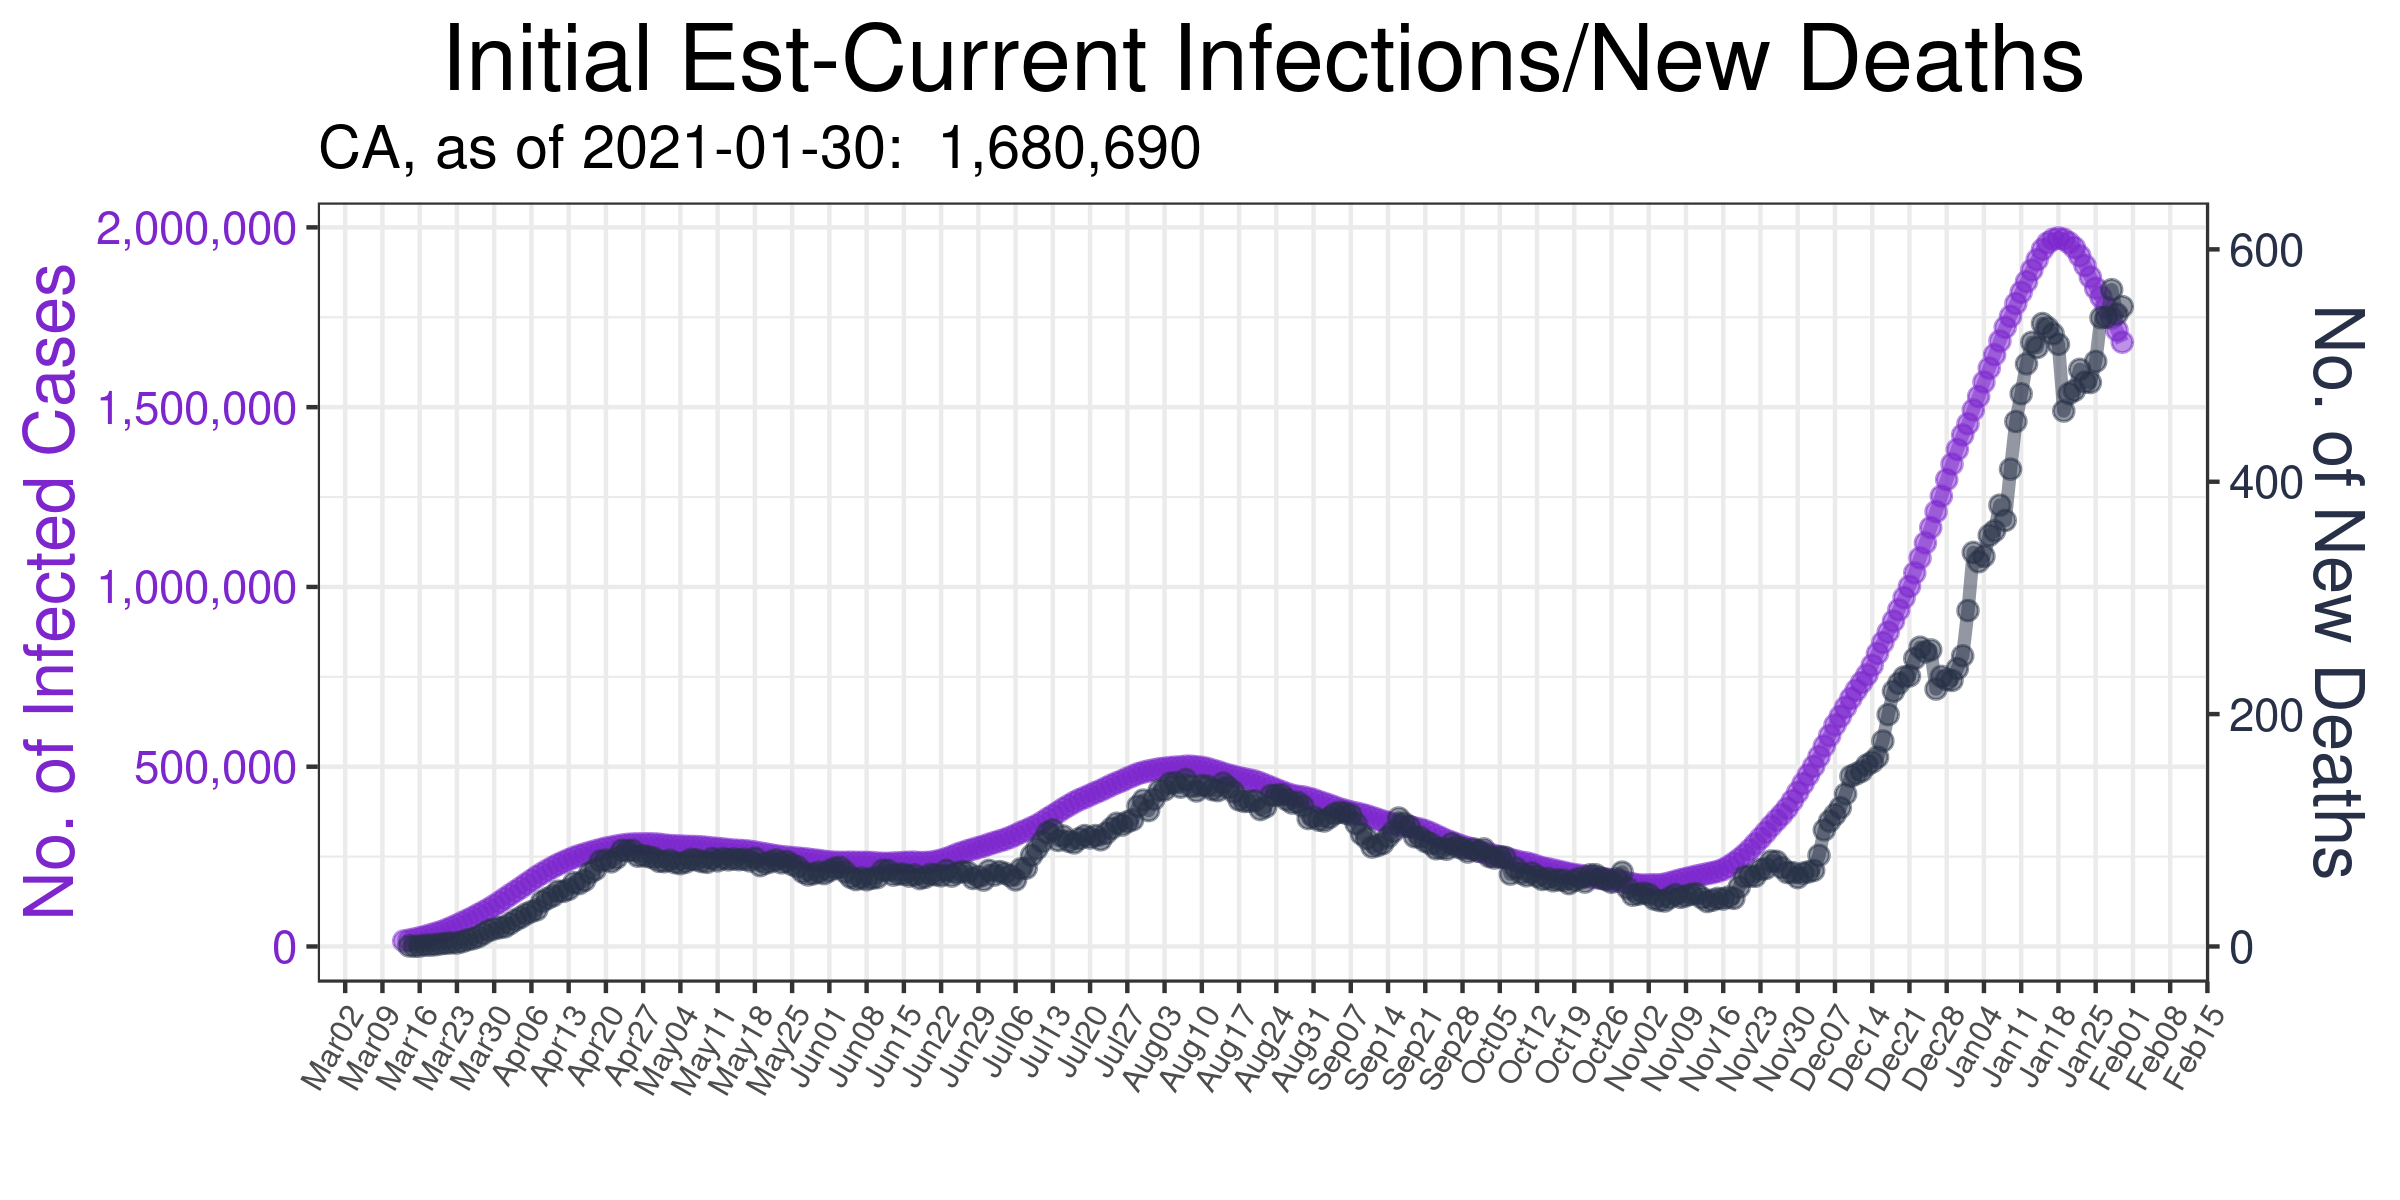 Initial Est-Current Infections/New Deaths
CA, as of 2021-01-30:  1,680,690
No. of Infected Cases
2,000,000
1,500,000
1,000,000
500,000
0
600
400
200
0
No. of New Deaths
Mar02
Mar09
Mar16
Mar23
Mar30
Apr06
Apr13
Apr20
Apr27
May04
May11
May18
May25
Jun01
Jun08
Jun15
Jun22
Jun29
Jul06
Jul13
Jul20
Jul27
Aug03
Aug10
Aug17
Aug24
Aug31
Sep07
Sep14
Sep21
Sep28
Oct05
Oct12
Oct19
Oct26
Nov02
Nov09
Nov16
Nov23
Nov30
Dec07
Dec14
Dec21
Dec28
Jan04
Jan11
Jan18
Jan25
Feb01
Feb08
Feb15